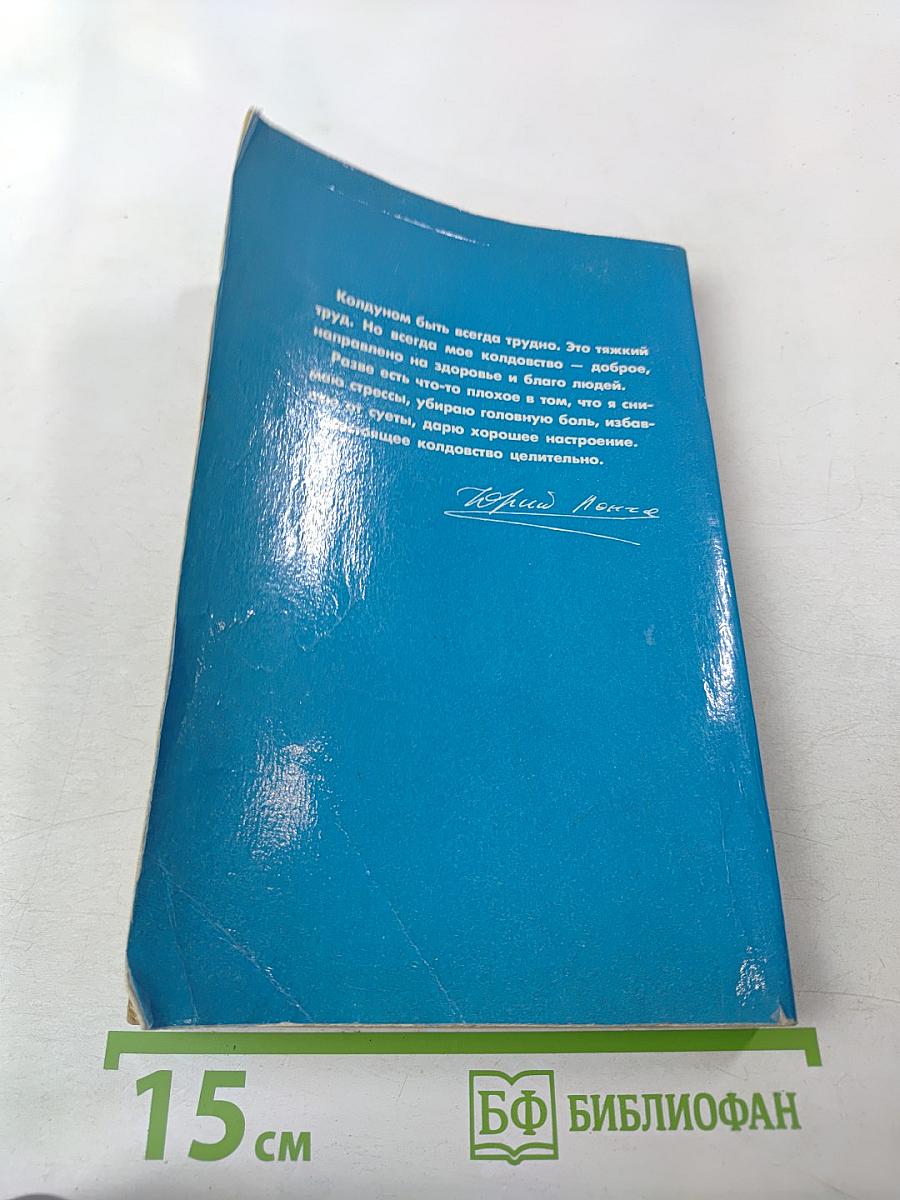 Колдуном быть всегда трудно. Это тяжкий
труд. Но всегда мое колдовство — доброе,
направлено на здоровье и благо людей.
Разве есть что-то плохое в том, что я сни-
маю стрессы, убираю головную боль, избав-
от суеты, дарю хорошее настроение.
колдовство целительно.
Юрий Лонго
15 см
БФ БИБЛИОФАН